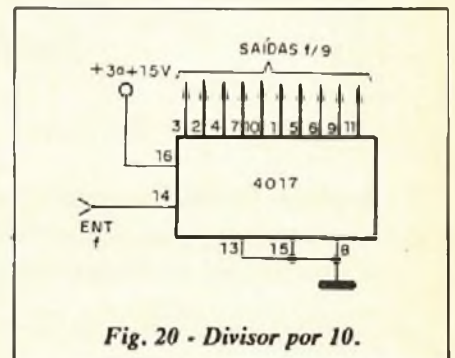 SAÍDAS f/9
+3a+15V
3 2 4 7 10 1 5 6 9 11
16
4017
14
ENT
f
13 15 8
Fig. 20 - Divisor por 10.